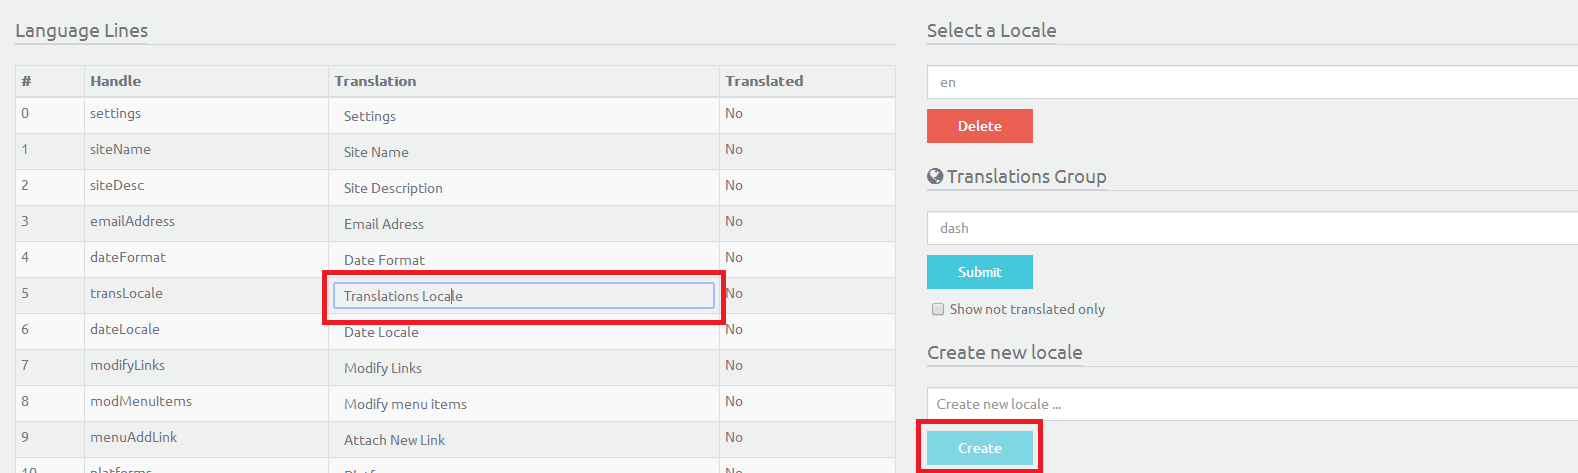 Language Lines
# Handle Translation Translated
0 settings Settings No
1 siteName Site Name No
2 siteDesc Site Description No
3 emailAddress Email Adress No
4 dateFormat Date Format No
5 transLocale Translations Locale No
6 dateLocale Date Locale No
7 modifyLinks Modify Links No
8 modMenuItems Modify menu items No
9 menuAddLink Attach New Link No
10 platforms No
Select a Locale
en
Delete
Translations Group
dash
Submit
Show not translated only
Create new locale
Create new locale ...
Create